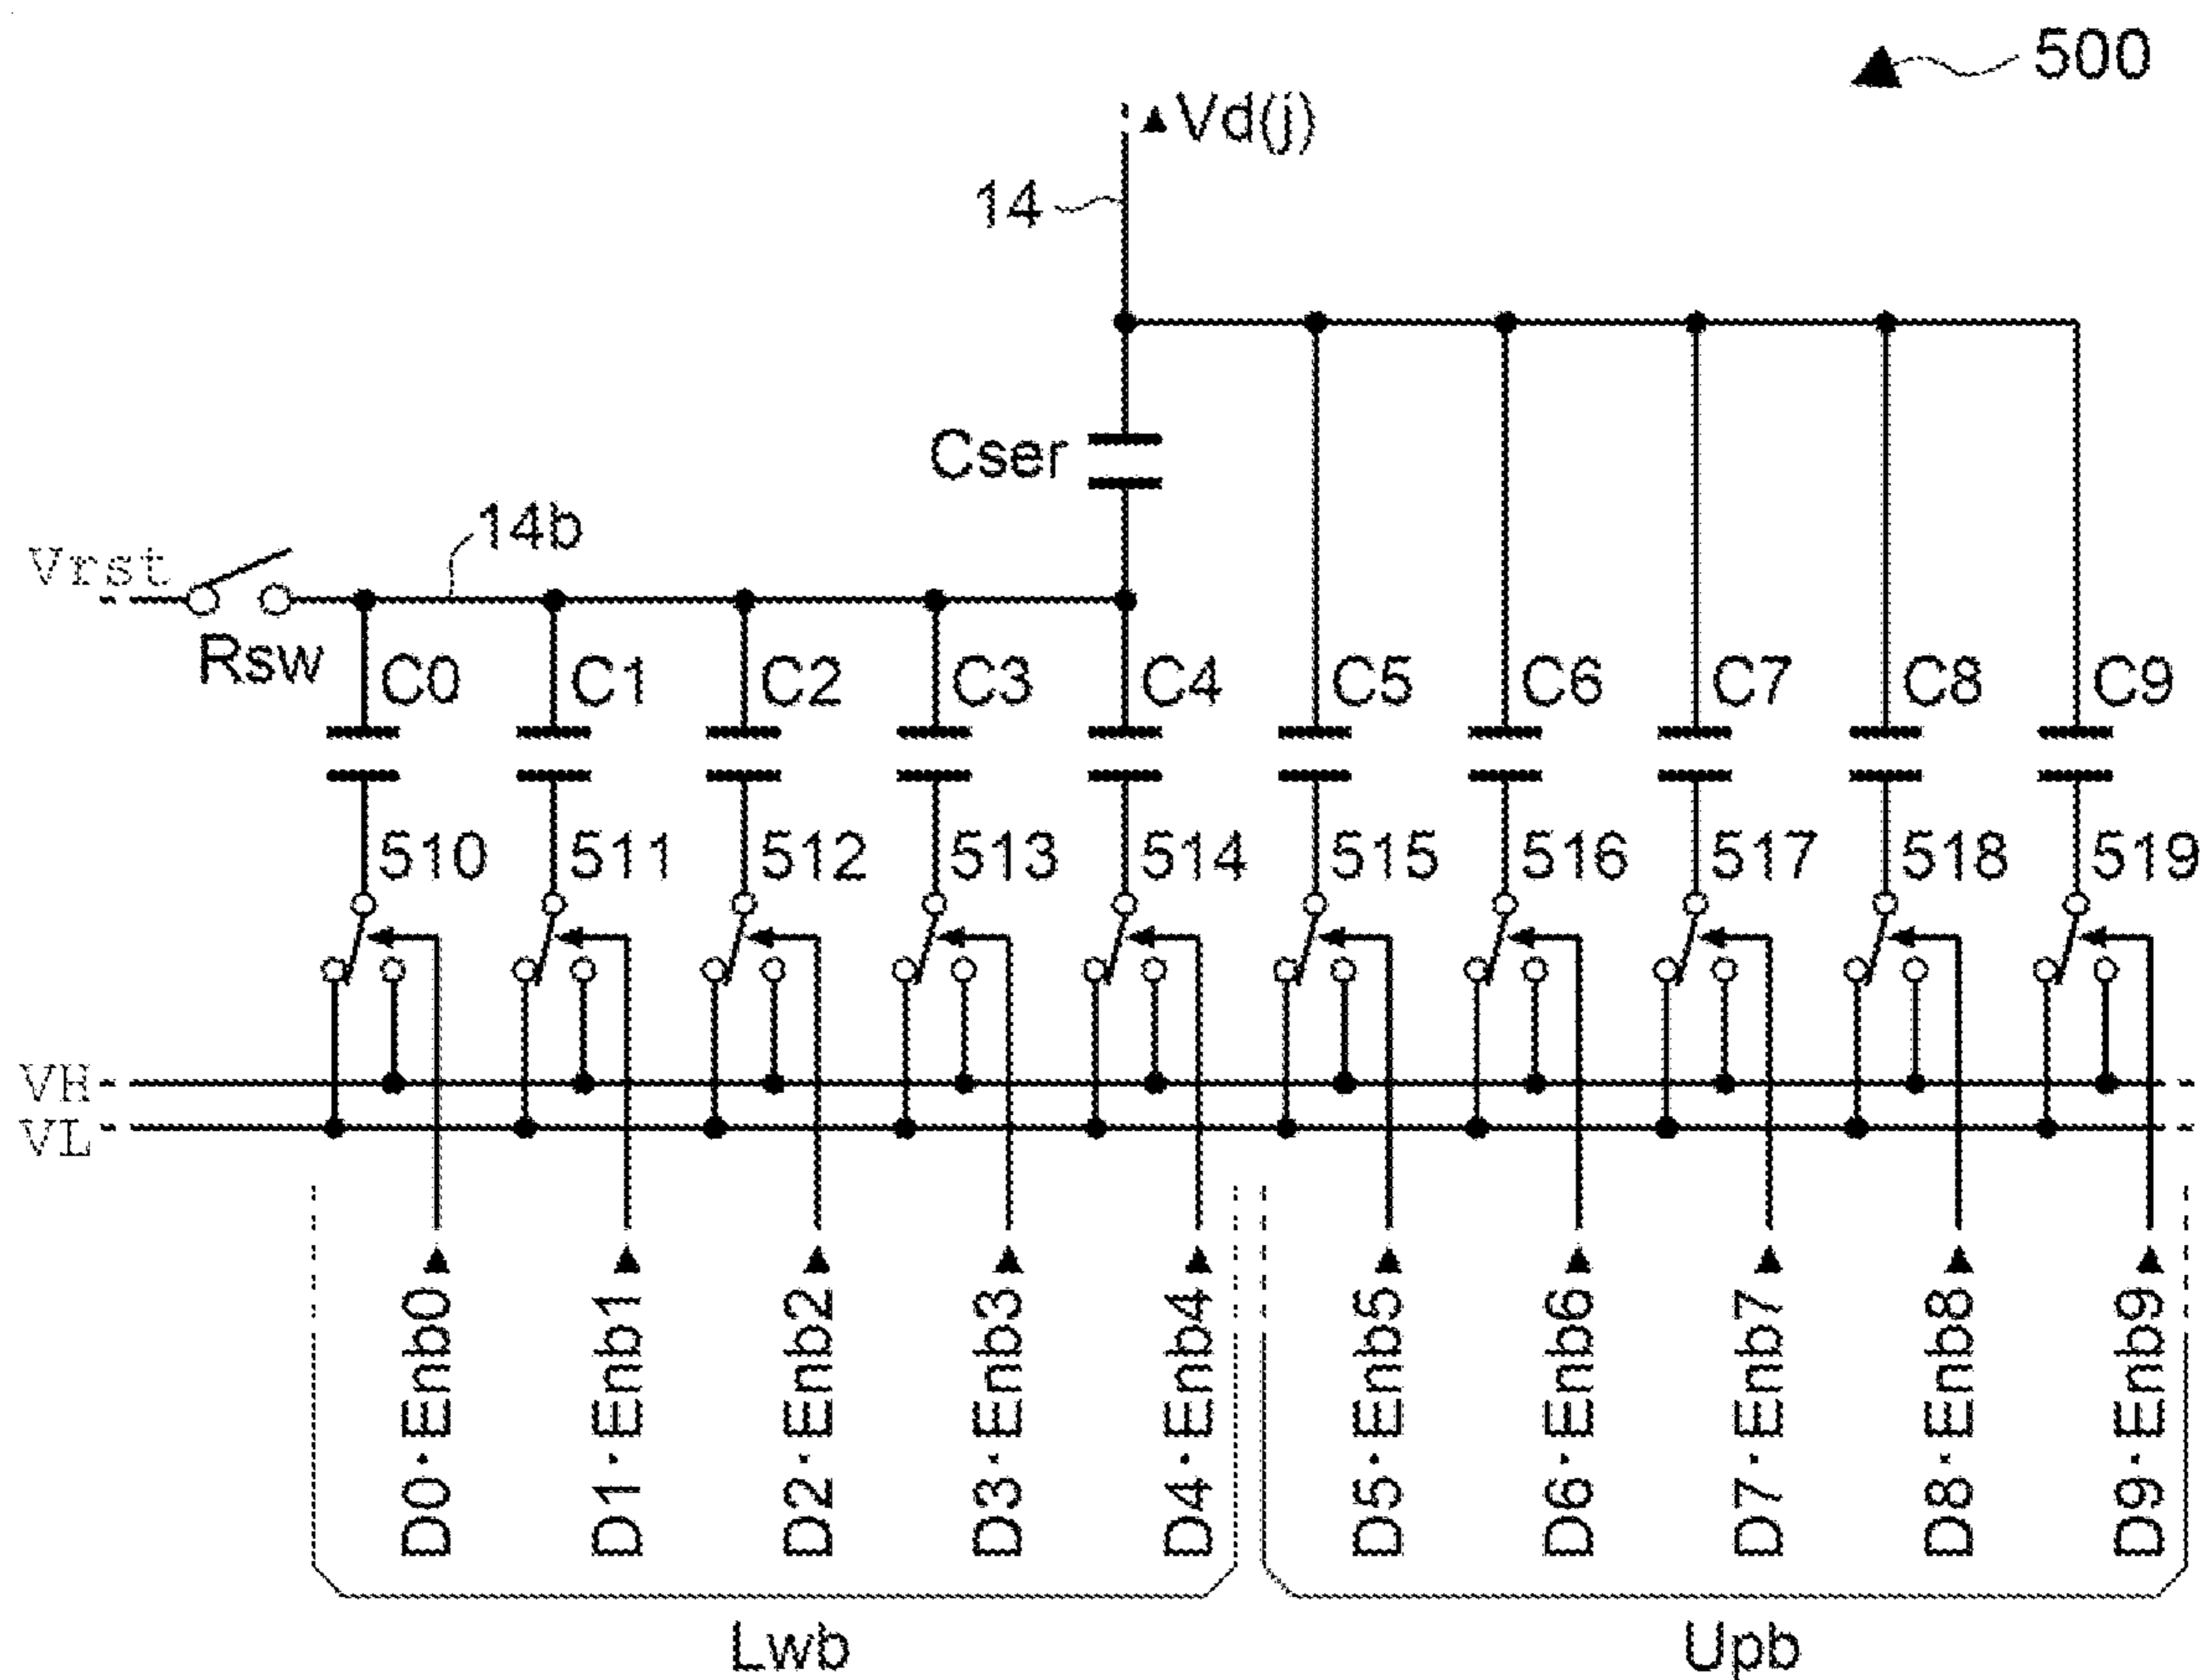 500
Vd(j)
14
Cser
14b
Vrst
Rsw
C0 C1 C2 C3 C4 C5 C6 C7 C8 C9
510 511 512 513 514 515 516 517 518 519
VH
VL
D0·Enb0
D1·Enb1
D2·Enb2
D3·Enb3
D4·Enb4
D5·Enb5
D6·Enb6
D7·Enb7
D8·Enb8
D9·Enb9
Lwb Upb